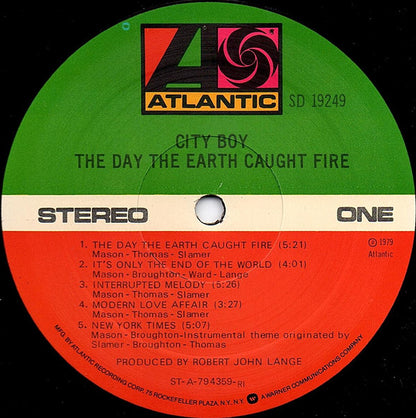 ATLANTIC
SD 19249
CITY BOY
THE DAY THE EARTH CAUGHT FIRE
STEREO
ONE
℗ 1979
Atlantic
1. THE DAY THE EARTH CAUGHT FIRE (5:21)
Mason-Thomas-Slamer
2. IT'S ONLY THE END OF THE WORLD (4:01)
Mason-Broughton-Ward-Lange
3. INTERRUPTED MELODY (5:26)
Mason-Thomas-Slamer
4. MODERN LOVE AFFAIR (3:27)
Mason-Thomas-Slamer
5. NEW YORK TIMES (5:07)
Mason-Broughton-Instrumental theme originated by
Slamer-Broughton-Thomas
PRODUCED BY ROBERT JOHN LANGE
ST-A-794359-RI
MFG. BY ATLANTIC RECORDING CORP., 75 ROCKEFELLER PLAZA, N.Y., N.Y. A WARNER COMMUNICATIONS COMPANY